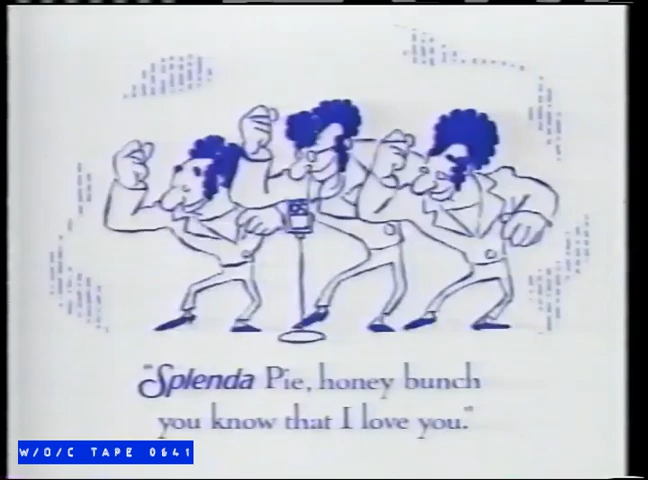 "Splenda Pie, honey bunch
you know that I love you."
W/O/C TAPE 0641